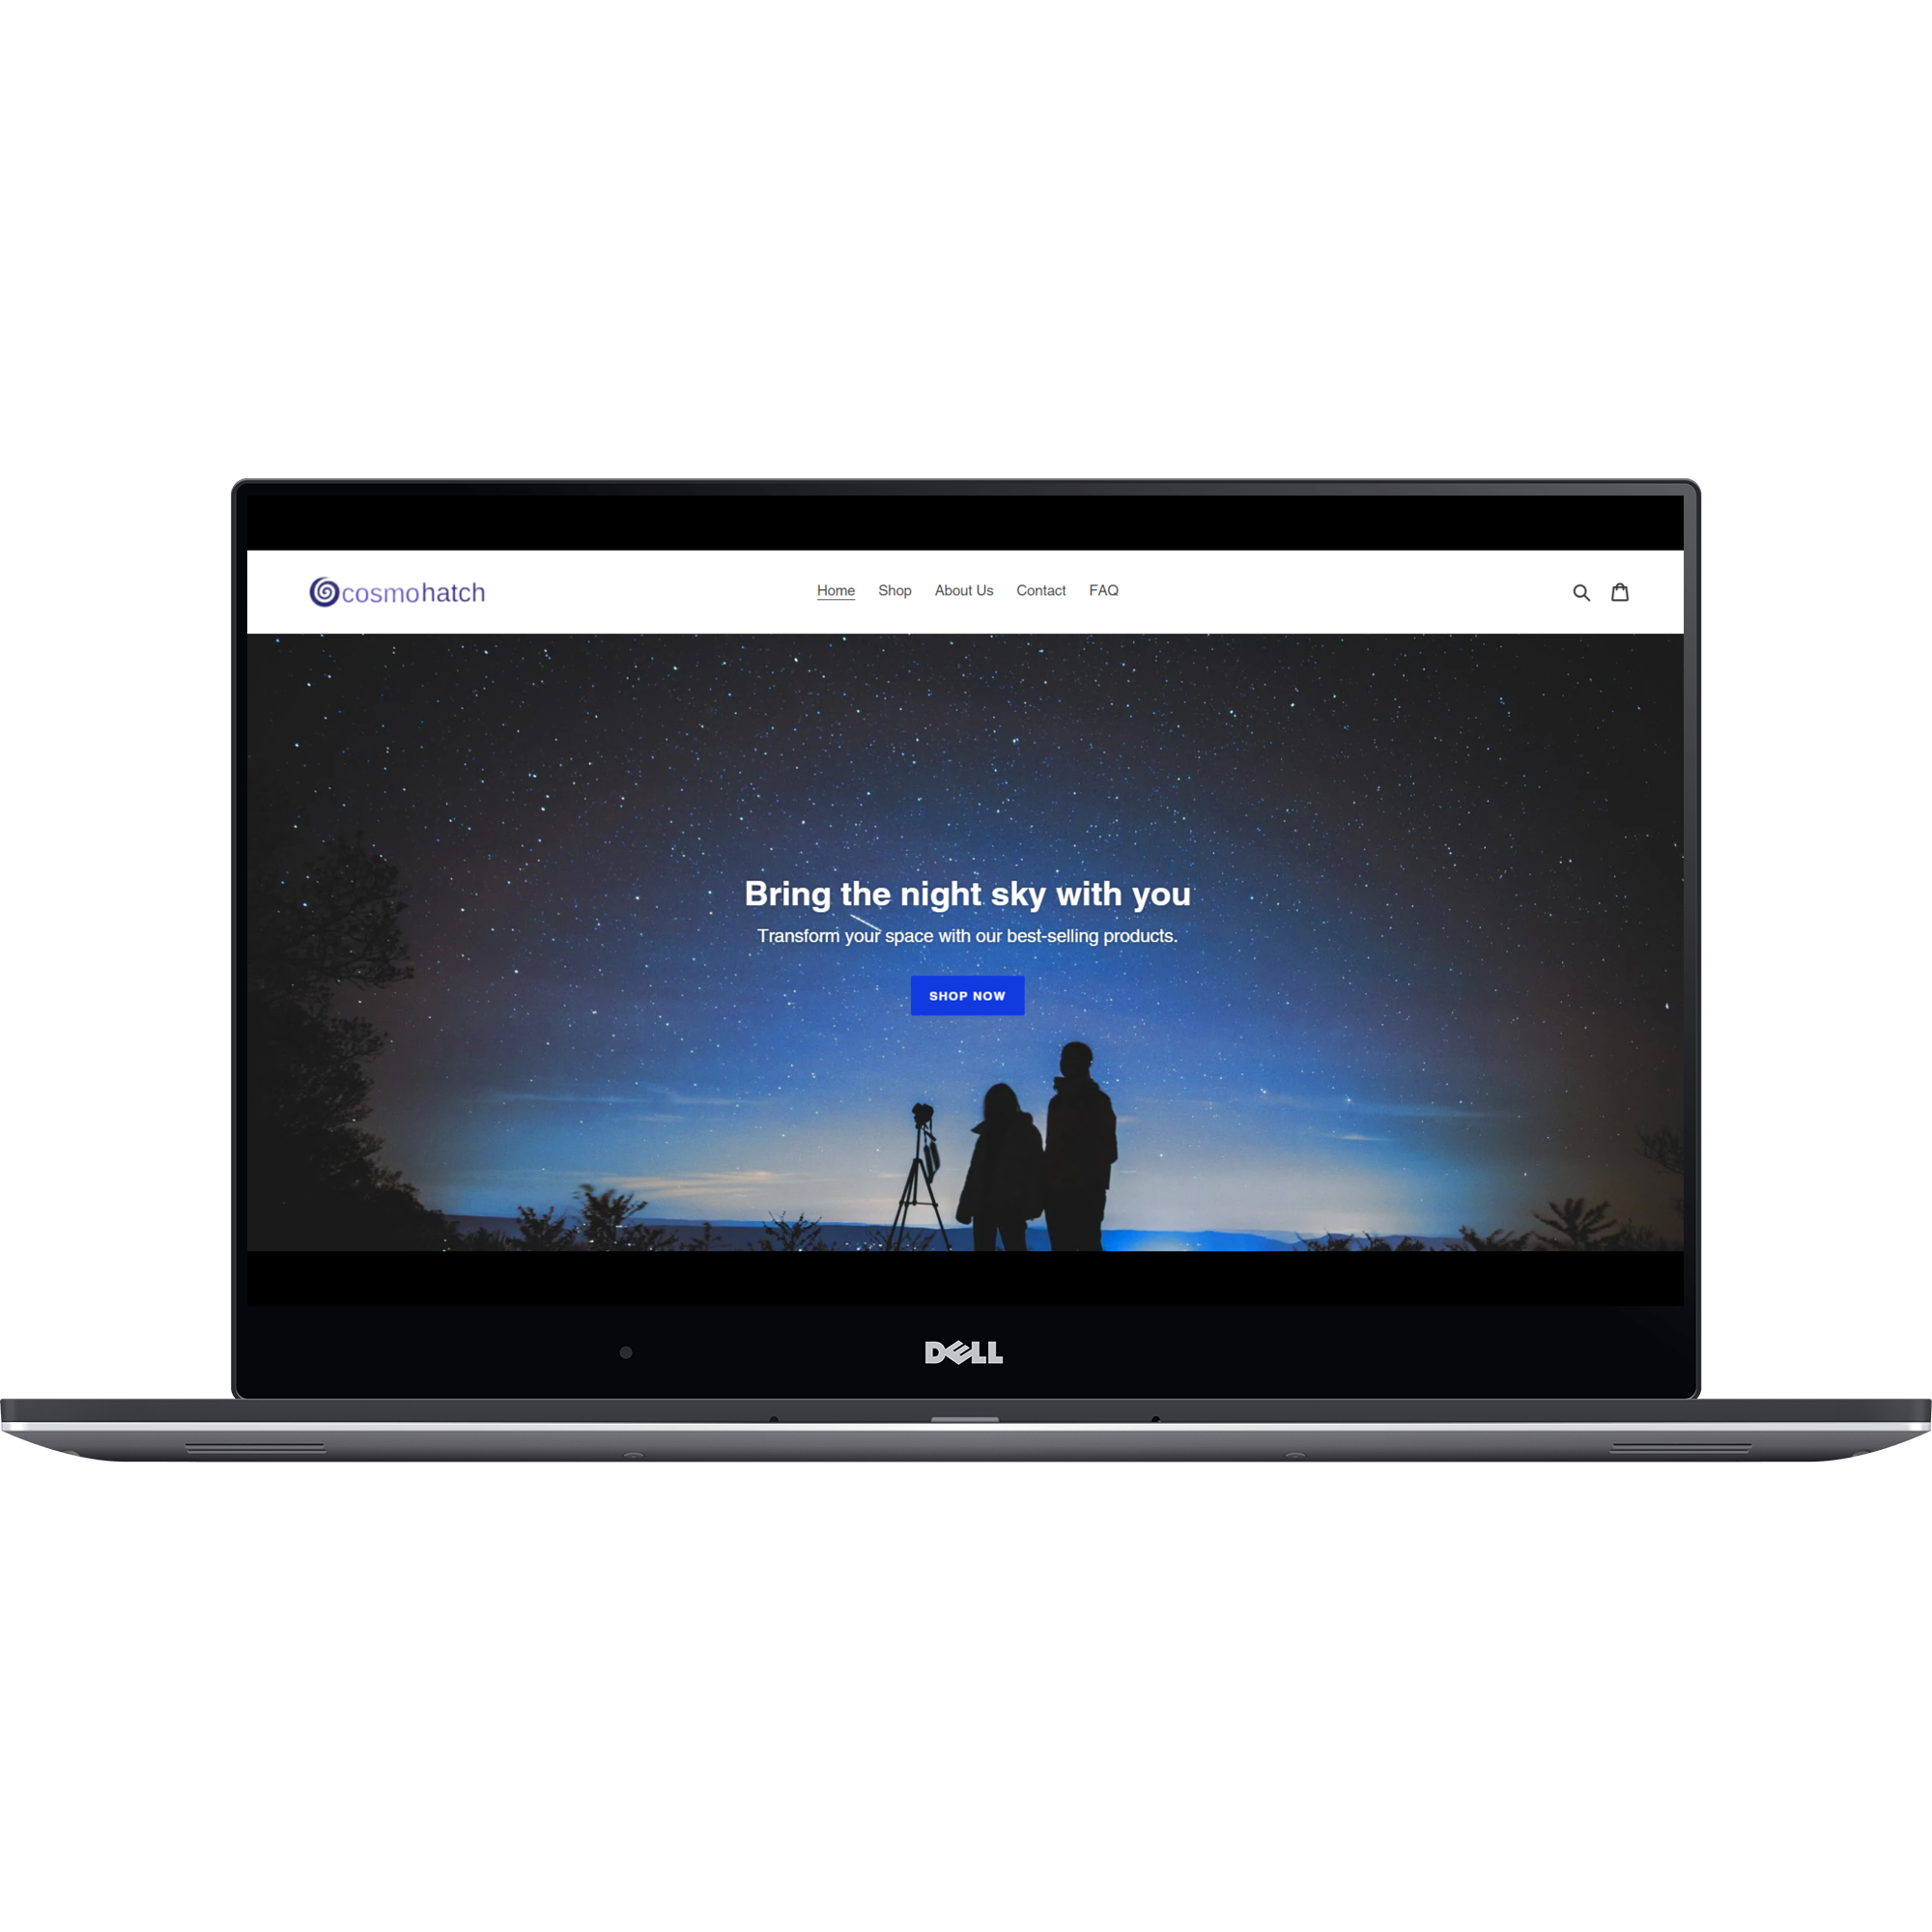 cosmohatch
Home Shop About Us Contact FAQ
Bring the night sky with you
Transform your space with our best-selling products.
SHOP NOW
DELL